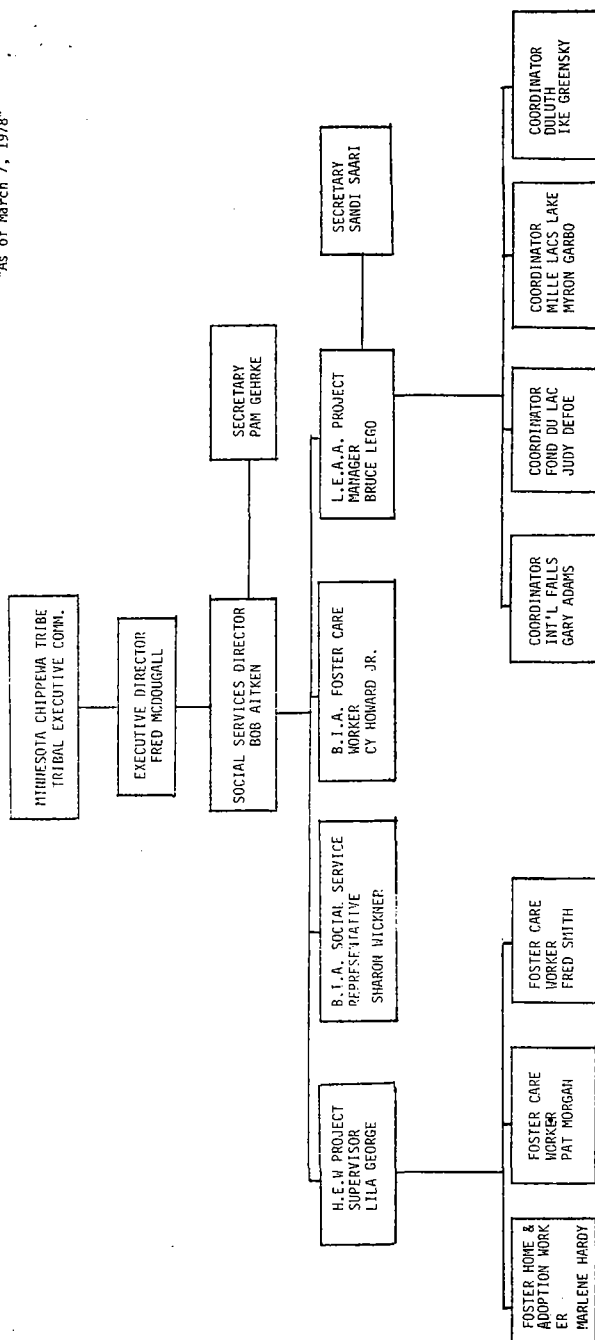 "As of March 7, 1978"
MINNESOTA CHIPPEWA TRIBE
TRIBAL EXECUTIVE COMM.
EXECUTIVE DIRECTOR
FRED MCDOUGALL
SOCIAL SERVICES DIRECTOR
BOB AITKEN
SECRETARY
PAM GEHRKE
H.E.W PROJECT
SUPERVISOR
LILA GEORGE
B.I.A. SOCIAL SERVICE
REPRESENTATIVE
SHARON WICKNER
B.I.A. FOSTER CARE
WORKER
CY HOWARD JR.
L.E.A.A. PROJECT
MANAGER
BRUCE LEGO
SECRETARY
SANDI SAARI
FOSTER HOME &
ADOPTION WORK
ER
MARLENE HARDY
FOSTER CARE
WORKER
PAT MORGAN
FOSTER CARE
WORKER
FRED SMITH
COORDINATOR
INT'L FALLS
GARY ADAMS
COORDINATOR
FOND DU LAC
JUDY DEFOE
COORDINATOR
MILLE LACS LAKE
MYRON GARBO
COORDINATOR
DULUTH
IKE GREENSKY